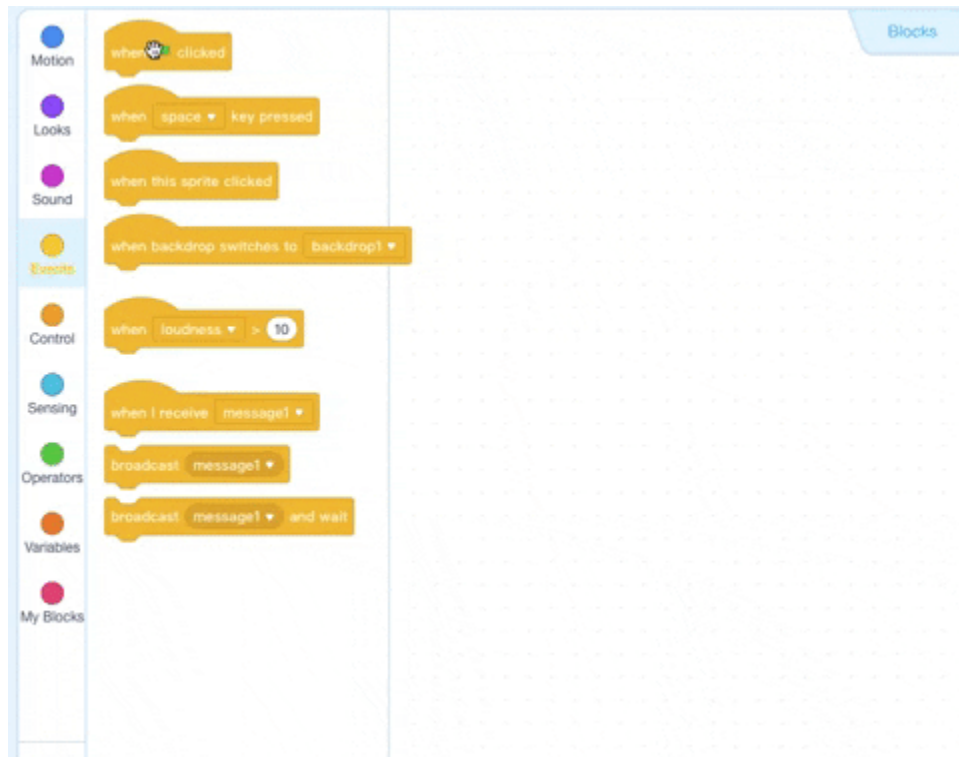 Motion
Looks
Sound
Events
Control
Sensing
Operators
Variables
My Blocks
when clicked
when space key pressed
when this sprite clicked
when backdrop switches to backdrop1
when loudness > 10
when I receive message1
broadcast message1
broadcast message1 and wait
Blocks